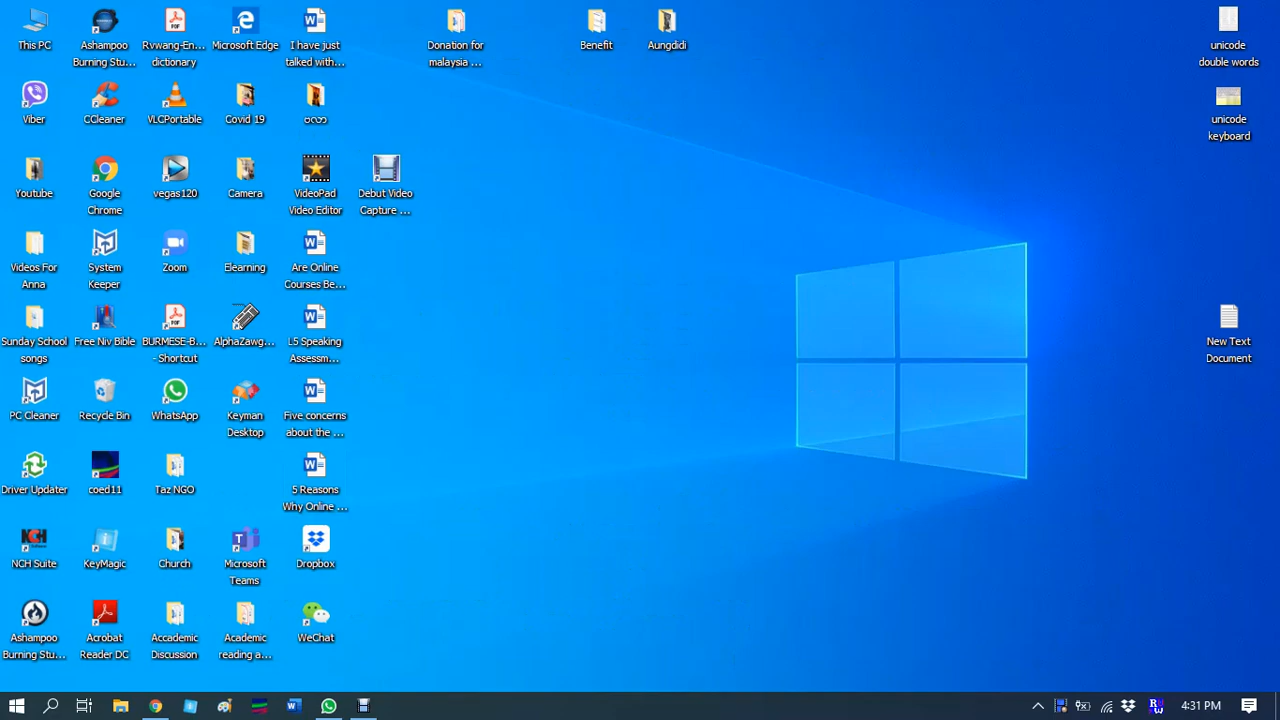 This PC
Ashampoo
Burning Stu...
Rvwang-En...
dictionary
Microsoft Edge
I have just
talked with...
Donation for
malaysia ...
Benefit
Aungdidi
unicode
double words
Viber
CCleaner
VLCPortable
Covid 19
unicode
keyboard
Youtube
Google
Chrome
vegas120
Camera
VideoPad
Video Editor
Debut Video
Capture ...
Videos For
Anna
System
Keeper
Zoom
Elearning
Are Online
Courses Be...
Sunday School
songs
Free Niv Bible
BURMESE-B...
- Shortcut
AlphaZawg...
L5 Speaking
Assessm...
New Text
Document
PC Cleaner
Recycle Bin
WhatsApp
Keyman
Desktop
Five concerns
about the ...
Driver Updater
coed11
Taz NGO
5 Reasons
Why Online ...
NCH Suite
KeyMagic
Church
Microsoft
Teams
Dropbox
Ashampoo
Burning Stu...
Acrobat
Reader DC
Accademic
Discussion
Academic
reading a...
WeChat
4:31 PM